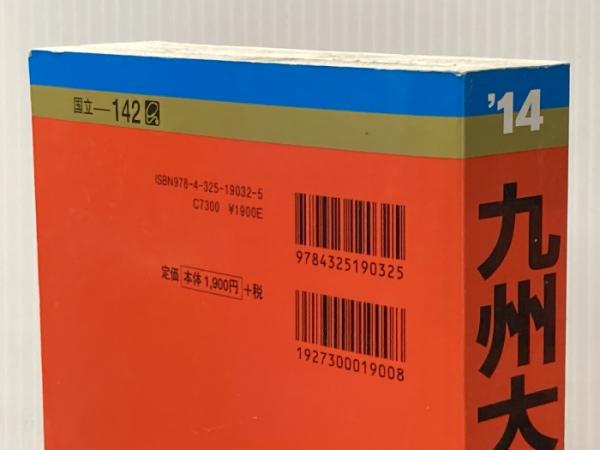 国立―142
ISBN978-4-325-19032-5
C7300 ¥1900E
9784325190325
定価 本体1,900円 +税
1927300019008
'14
九州大